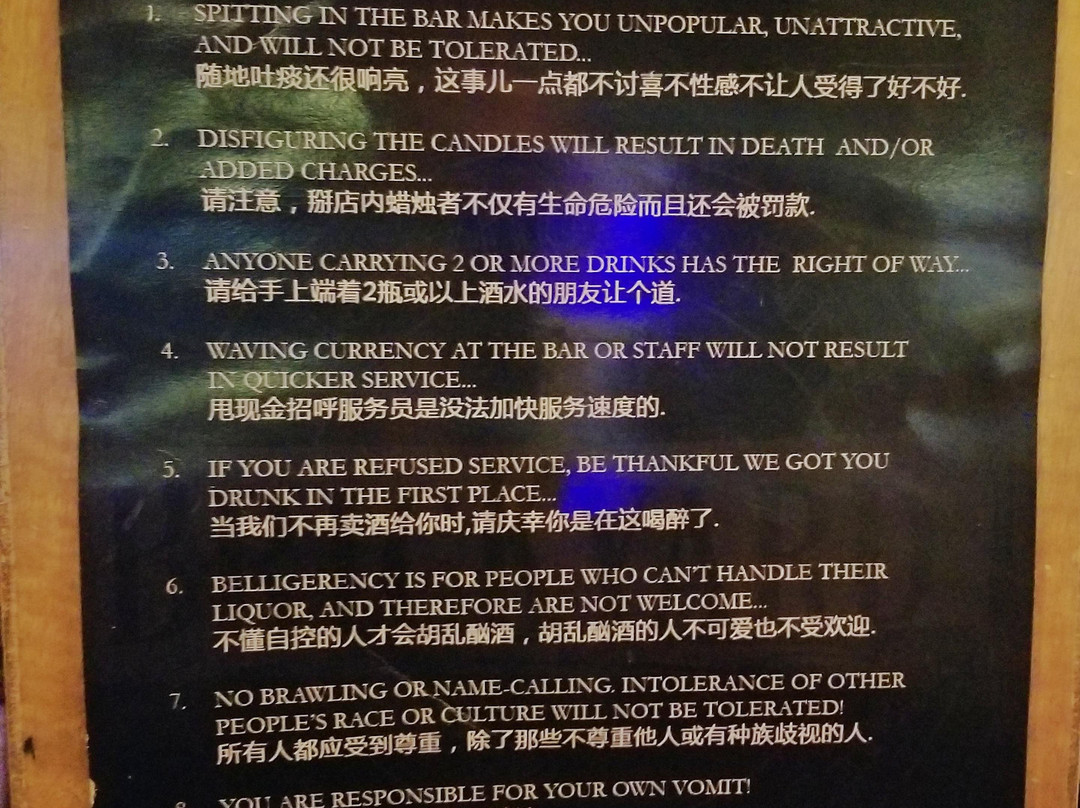 1. SPITTING IN THE BAR MAKES YOU UNPOPULAR, UNATTRACTIVE,
AND WILL NOT BE TOLERATED...
随地吐痰还很响亮，这事儿一点都不讨喜不性感不让人受得了好不好.
2. DISFIGURING THE CANDLES WILL RESULT IN DEATH AND/OR
ADDED CHARGES...
请注意，掰店内蜡烛者不仅有生命危险而且还会被罚款.
3. ANYONE CARRYING 2 OR MORE DRINKS HAS THE RIGHT OF WAY...
请给手上端着2瓶或以上酒水的朋友让个道.
4. WAVING CURRENCY AT THE BAR OR STAFF WILL NOT RESULT
IN QUICKER SERVICE...
甩现金招呼服务员是没法加快服务速度的.
5. IF YOU ARE REFUSED SERVICE, BE THANKFUL WE GOT YOU
DRUNK IN THE FIRST PLACE...
当我们不再卖酒给你时,请庆幸你是在这喝醉了.
6. BELLIGERENCY IS FOR PEOPLE WHO CAN'T HANDLE THEIR
LIQUOR, AND THEREFORE ARE NOT WELCOME...
不懂自控的人才会胡乱酗酒，胡乱酗酒的人不可爱也不受欢迎.
7. NO BRAWLING OR NAME-CALLING. INTOLERANCE OF OTHER
PEOPLE'S RACE OR CULTURE WILL NOT BE TOLERATED!
所有人都应受到尊重，除了那些不尊重他人或有种族歧视的人.
8. YOU ARE RESPONSIBLE FOR YOUR OWN VOMIT!